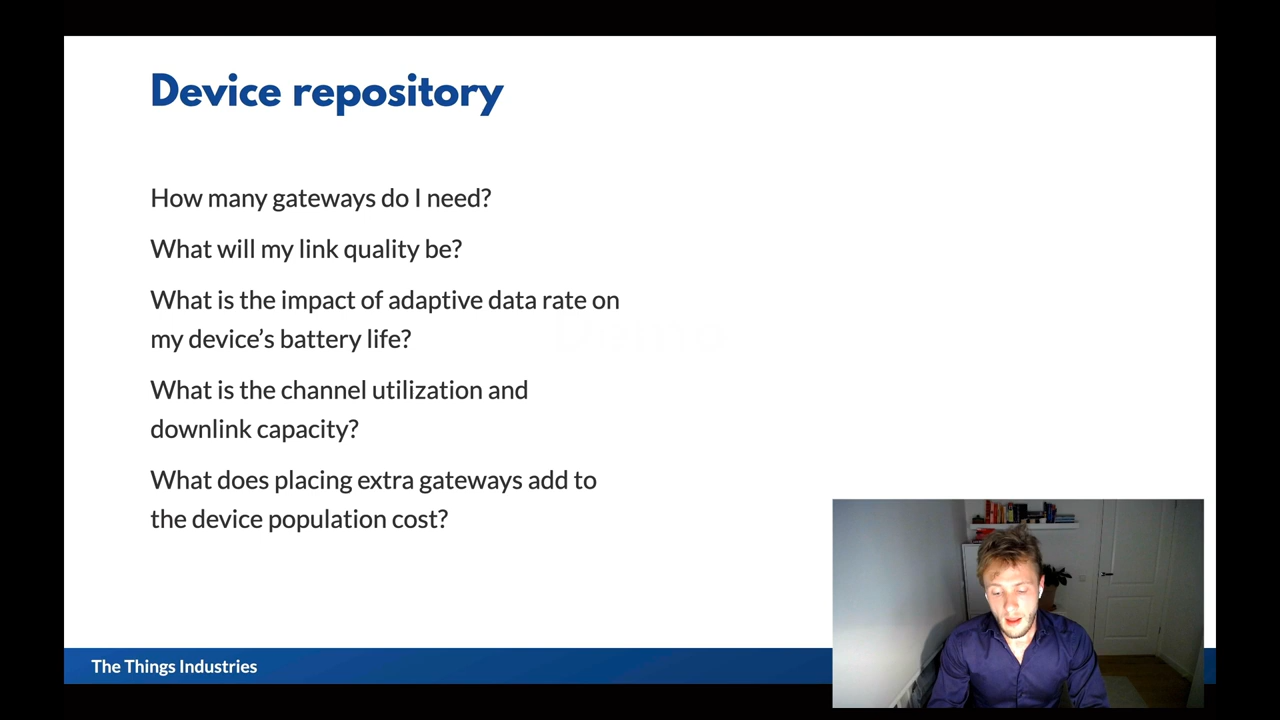 Device repository
How many gateways do I need?
What will my link quality be?
What is the impact of adaptive data rate on
my device’s battery life?
What is the channel utilization and
downlink capacity?
What does placing extra gateways add to
the device population cost?
The Things Industries